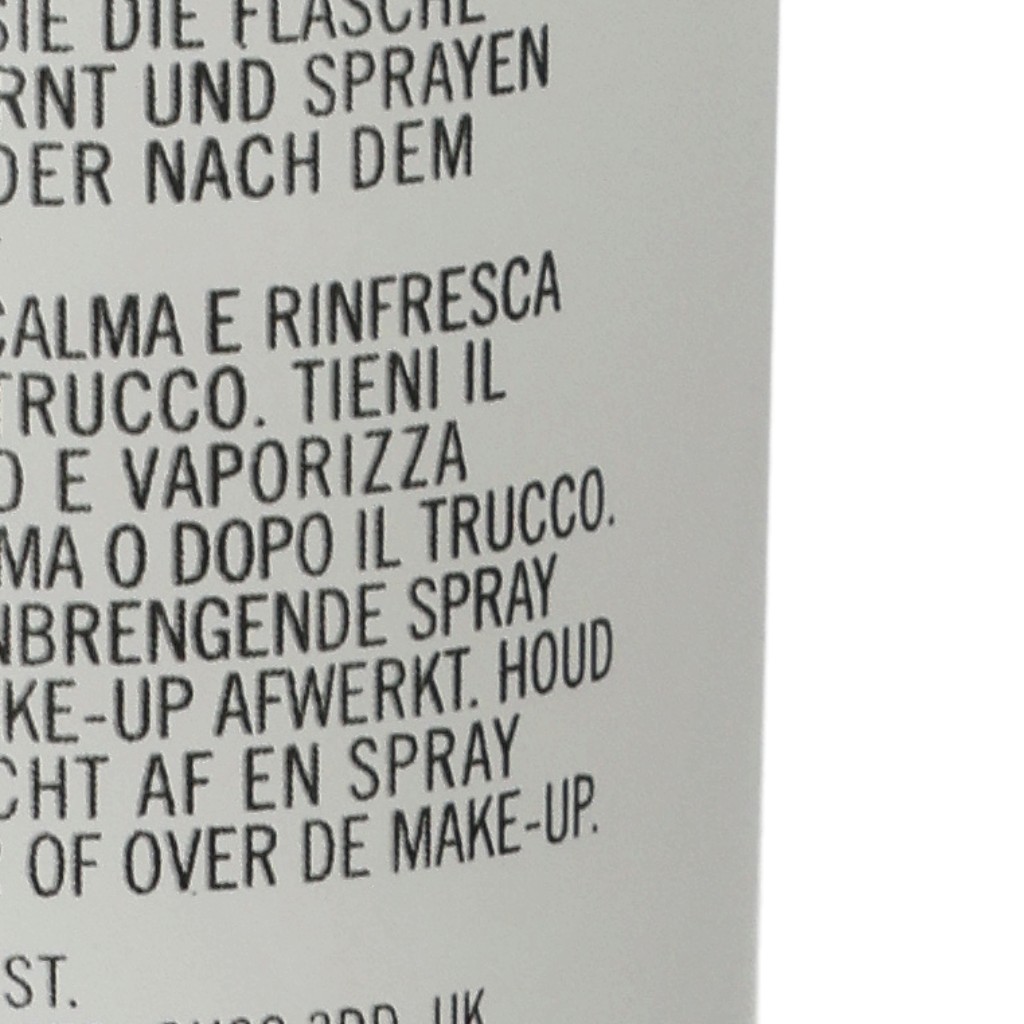 SIE DIE FLASCHE
RNT UND SPRAYEN
DER NACH DEM
CALMA E RINFRESCA
TRUCCO. TIENI IL
O E VAPORIZZA
MA O DOPO IL TRUCCO.
NBRENGENDE SPRAY
KE-UP AFWERKT. HOUD
CHT AF EN SPRAY
OF OVER DE MAKE-UP.
ST.
UK